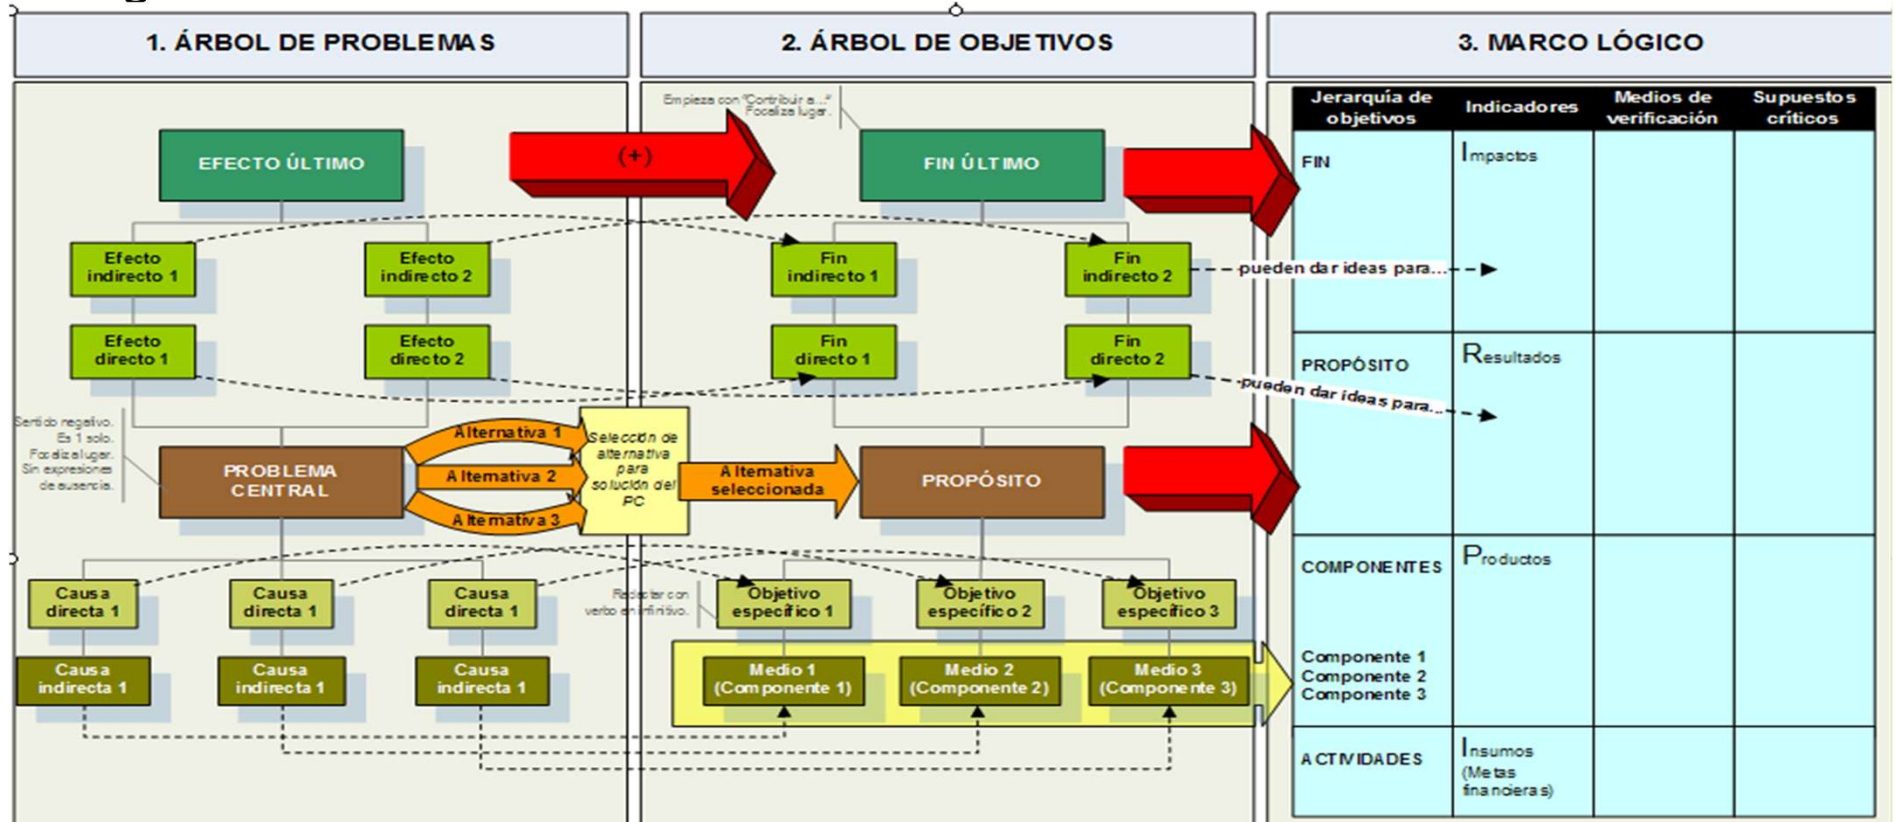 1. ÁRBOL DE PROBLEMAS
EFECTO ÚLTIMO
(+)
Efecto
indirecto 1
Efecto
indirecto 2
Efecto
directo 1
Efecto
directo 2
Sentido negativo.
Es 1 solo.
Focaliza lugar.
Sin expresiones
de ausencia.
PROBLEMA
CENTRAL
Alternativa 1
Alternativa 2
Alternativa 3
Selección de
alternativa
para
solución del
PC
Causa
directa 1
Causa
directa 1
Causa
directa 1
Causa
indirecta 1
Causa
indirecta 1
Causa
indirecta 1
2. ÁRBOL DE OBJETIVOS
Empieza con "Contribuir a..."
Focaliza lugar.
FIN ÚLTIMO
Fin
indirecto 1
Fin
indirecto 2
Fin
directo 1
Fin
directo 2
Alternativa
seleccionada
PROPÓSITO
Redactar con
verbo en infinitivo.
Objetivo
específico 1
Objetivo
específico 2
Objetivo
específico 3
Medio 1
(Componente 1)
Medio 2
(Componente 2)
Medio 3
(Componente 3)
3. MARCO LÓGICO
Jerarquía de
objetivos
Indicadores
Medios de
verificación
Supuestos
críticos
FIN
Impactos
pueden dar ideas para...
PROPÓSITO
Resultados
pueden dar ideas para...
COMPONENTES
Productos
Componente 1
Componente 2
Componente 3
ACTIVIDADES
Insumos
(Metas
financieras)